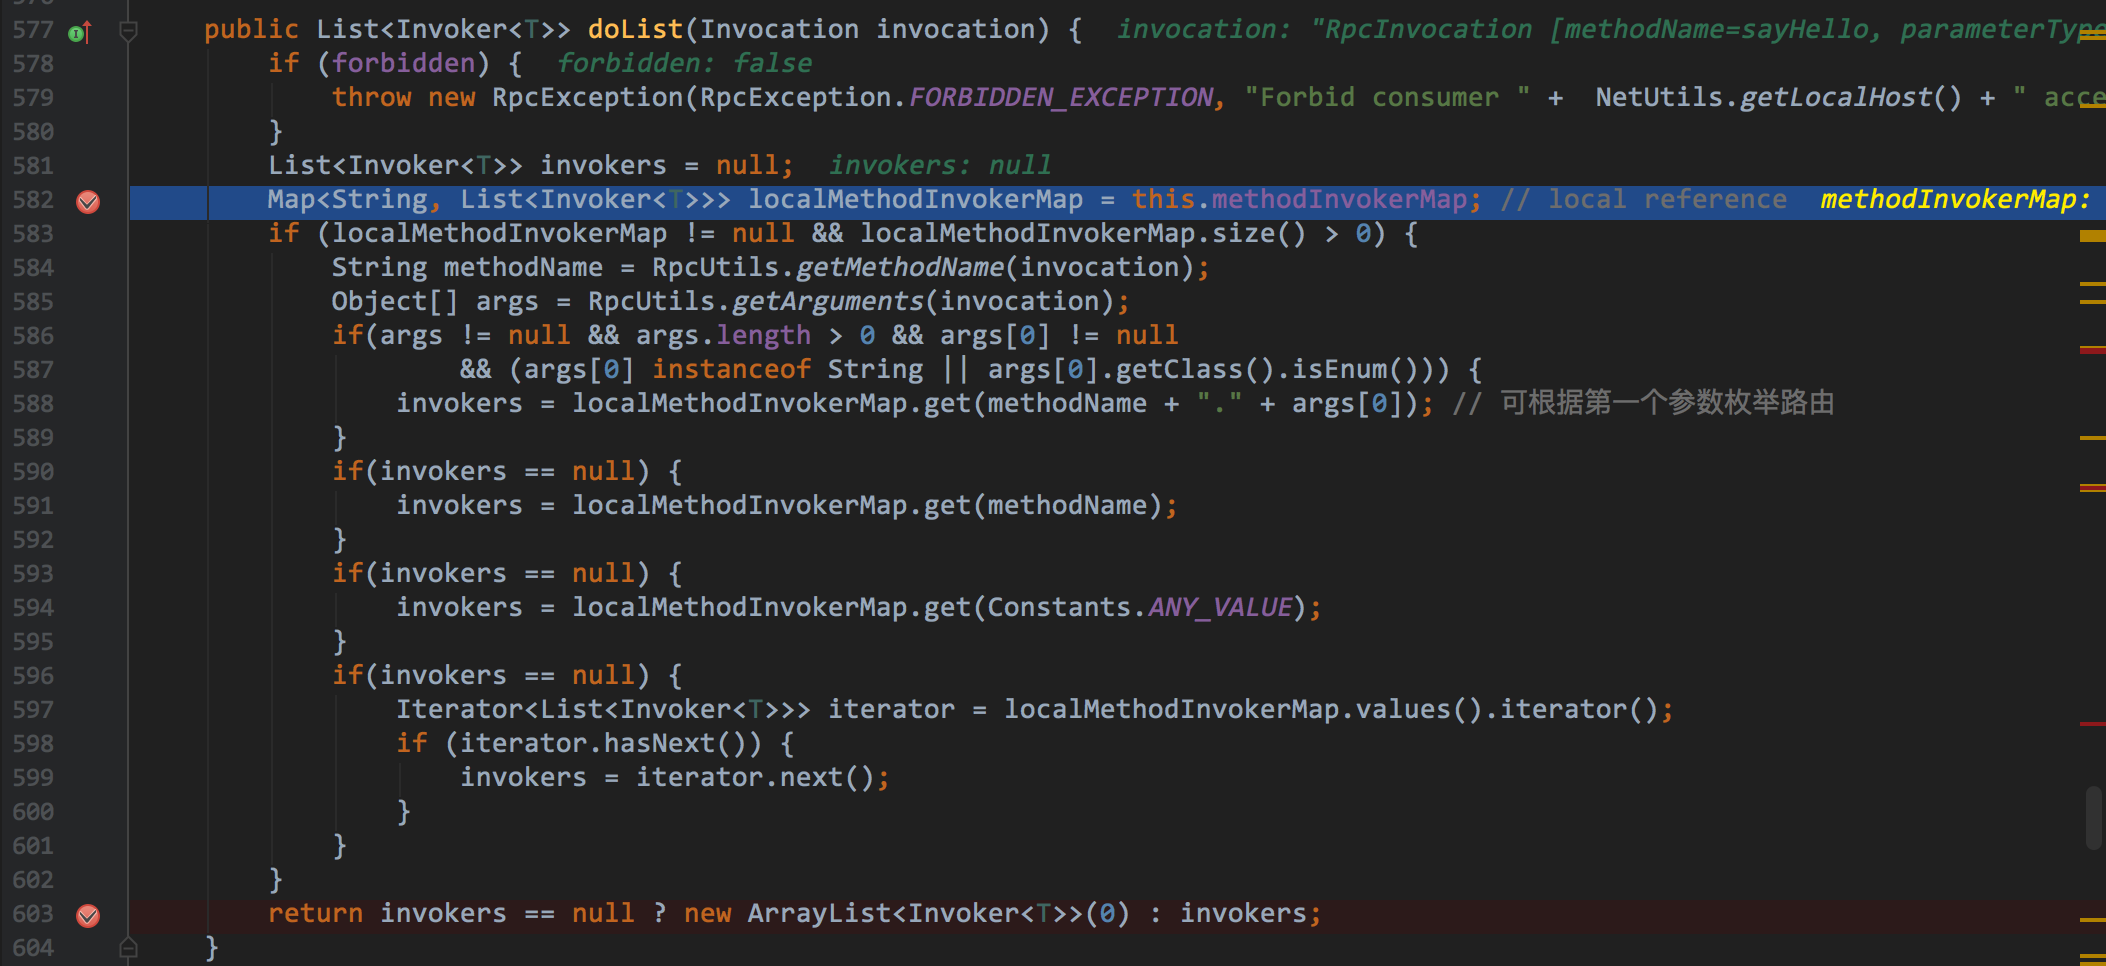 577 public List<Invoker<T>> doList(Invocation invocation) { invocation: "RpcInvocation [methodName=sayHello, parameterType
578 if (forbidden) { forbidden: false
579 throw new RpcException(RpcException.FORBIDDEN_EXCEPTION, "Forbid consumer " + NetUtils.getLocalHost() + " acce
580 }
581 List<Invoker<T>> invokers = null; invokers: null
582 Map<String, List<Invoker<T>>> localMethodInvokerMap = this.methodInvokerMap; // local reference methodInvokerMap:
583 if (localMethodInvokerMap != null && localMethodInvokerMap.size() > 0) {
584 String methodName = RpcUtils.getMethodName(invocation);
585 Object[] args = RpcUtils.getArguments(invocation);
586 if(args != null && args.length > 0 && args[0] != null
587 && (args[0] instanceof String || args[0].getClass().isEnum())) {
588 invokers = localMethodInvokerMap.get(methodName + "." + args[0]); // 可根据第一个参数枚举路由
589 }
590 if(invokers == null) {
591 invokers = localMethodInvokerMap.get(methodName);
592 }
593 if(invokers == null) {
594 invokers = localMethodInvokerMap.get(Constants.ANY_VALUE);
595 }
596 if(invokers == null) {
597 Iterator<List<Invoker<T>>> iterator = localMethodInvokerMap.values().iterator();
598 if (iterator.hasNext()) {
599 invokers = iterator.next();
600 }
601 }
602 }
603 return invokers == null ? new ArrayList<Invoker<T>>(0) : invokers;
604 }